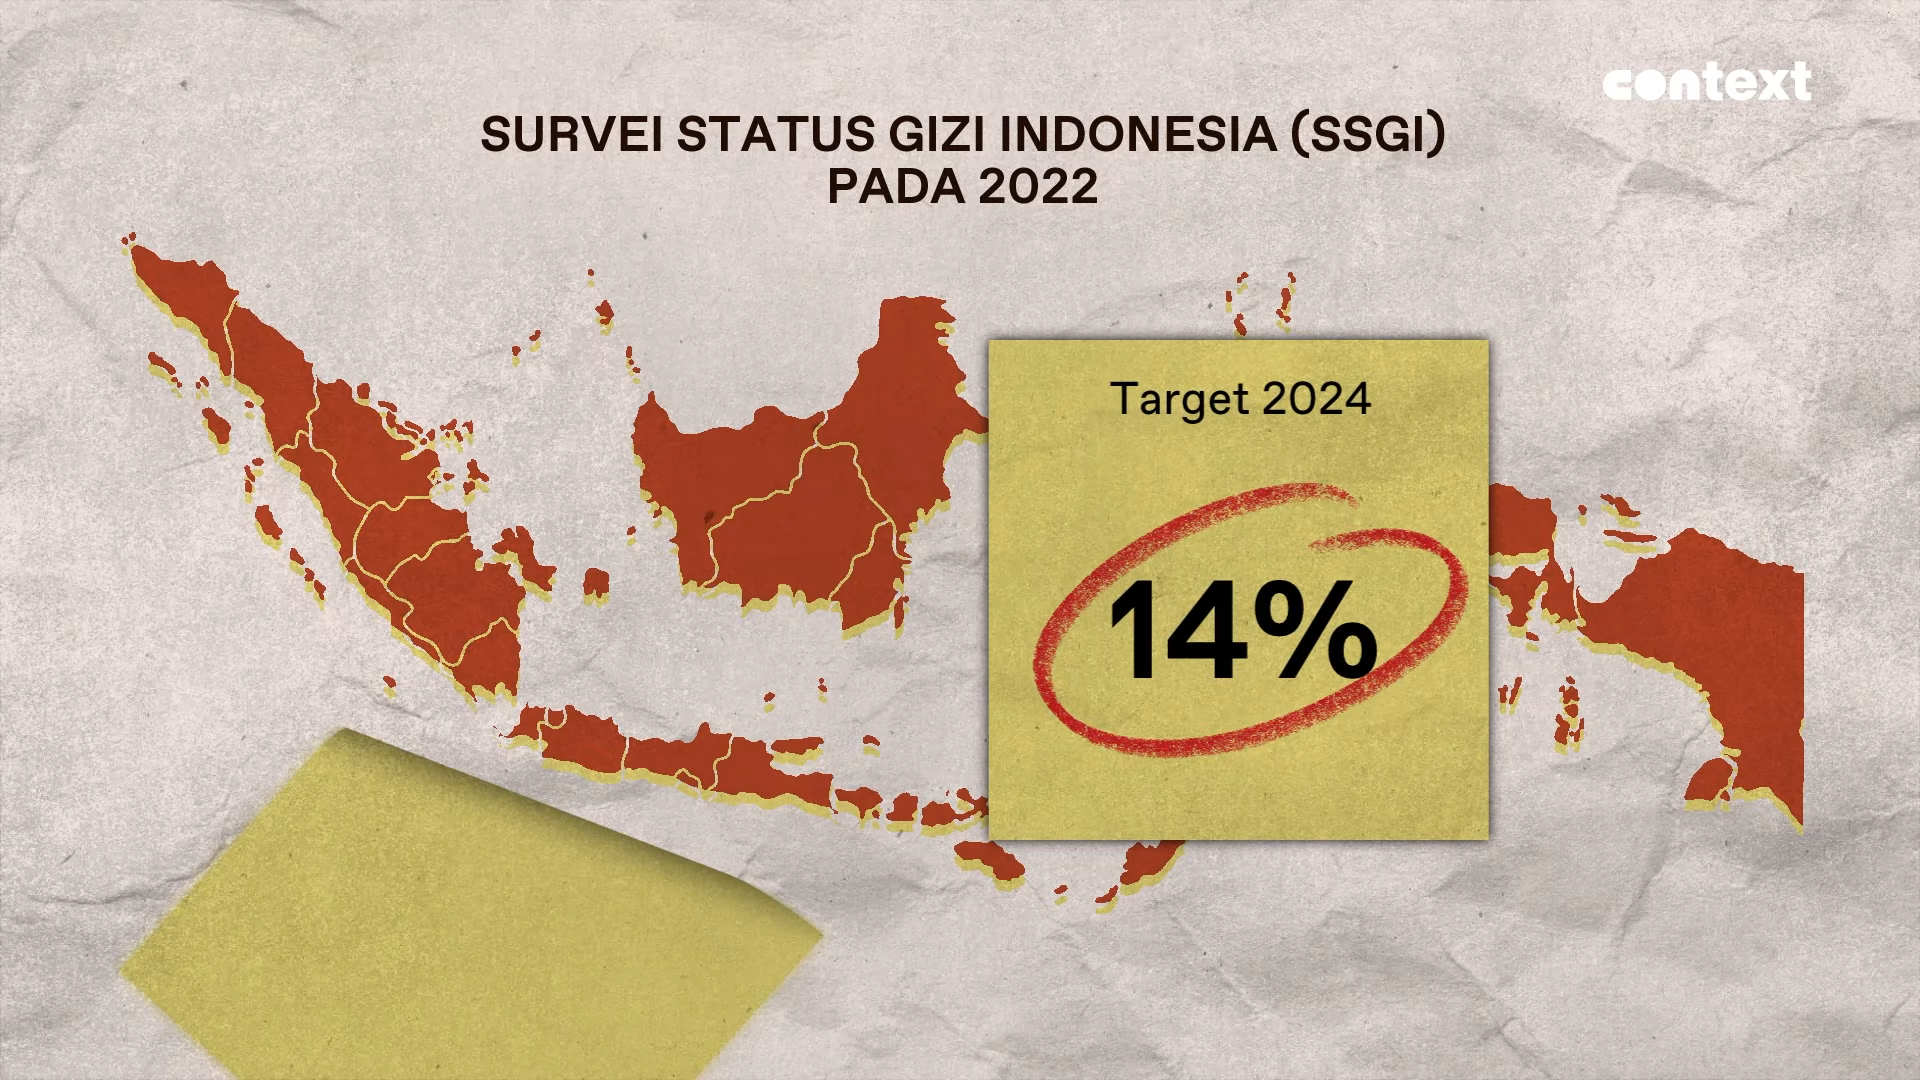 context
SURVEI STATUS GIZI INDONESIA (SSGI)
PADA 2022
Target 2024
14%